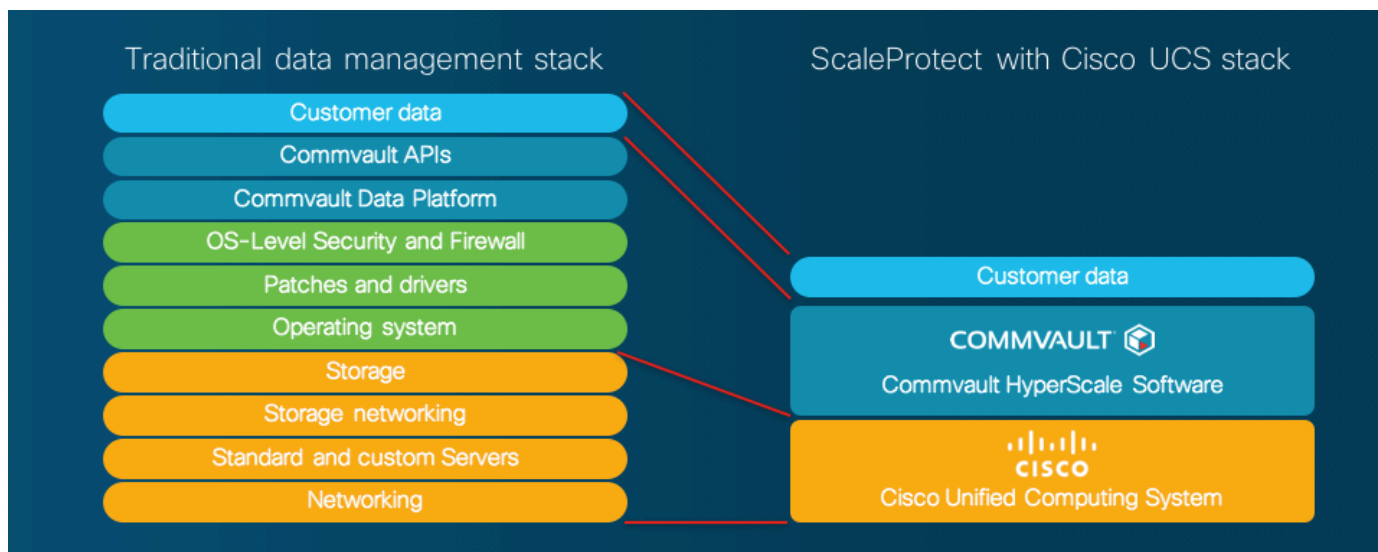 Traditional data management stack
Customer data
Commvault APIs
Commvault Data Platform
OS-Level Security and Firewall
Patches and drivers
Operating system
Storage
Storage networking
Standard and custom Servers
Networking
ScaleProtect with Cisco UCS stack
Customer data
COMMVAULT
Commvault HyperScale Software
CISCO
Cisco Unified Computing System